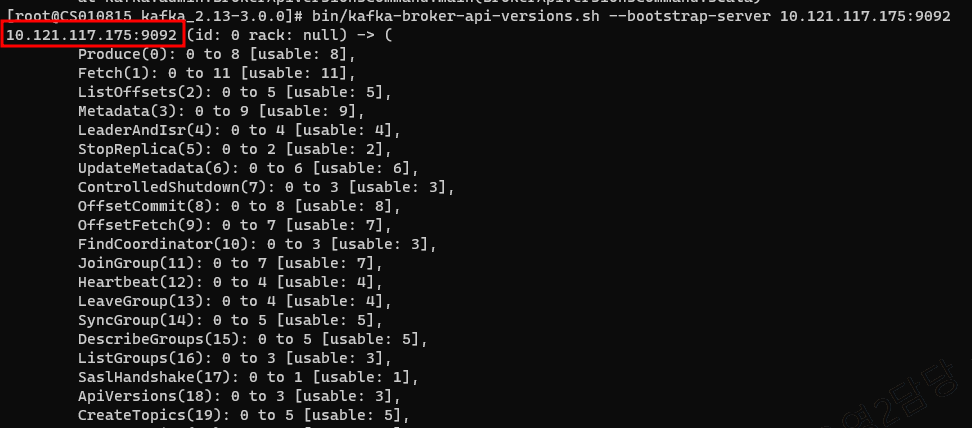 [root@CS010815 kafka_2.13-3.0.0]# bin/kafka-broker-api-versions.sh --bootstrap-server 10.121.117.175:9092
10.121.117.175:9092 (id: 0 rack: null) -> (
Produce(0): 0 to 8 [usable: 8],
Fetch(1): 0 to 11 [usable: 11],
ListOffsets(2): 0 to 5 [usable: 5],
Metadata(3): 0 to 9 [usable: 9],
LeaderAndIsr(4): 0 to 4 [usable: 4],
StopReplica(5): 0 to 2 [usable: 2],
UpdateMetadata(6): 0 to 6 [usable: 6],
ControlledShutdown(7): 0 to 3 [usable: 3],
OffsetCommit(8): 0 to 8 [usable: 8],
OffsetFetch(9): 0 to 7 [usable: 7],
FindCoordinator(10): 0 to 3 [usable: 3],
JoinGroup(11): 0 to 7 [usable: 7],
Heartbeat(12): 0 to 4 [usable: 4],
LeaveGroup(13): 0 to 4 [usable: 4],
SyncGroup(14): 0 to 5 [usable: 5],
DescribeGroups(15): 0 to 5 [usable: 5],
ListGroups(16): 0 to 3 [usable: 3],
SaslHandshake(17): 0 to 1 [usable: 1],
ApiVersions(18): 0 to 3 [usable: 3],
CreateTopics(19): 0 to 5 [usable: 5],